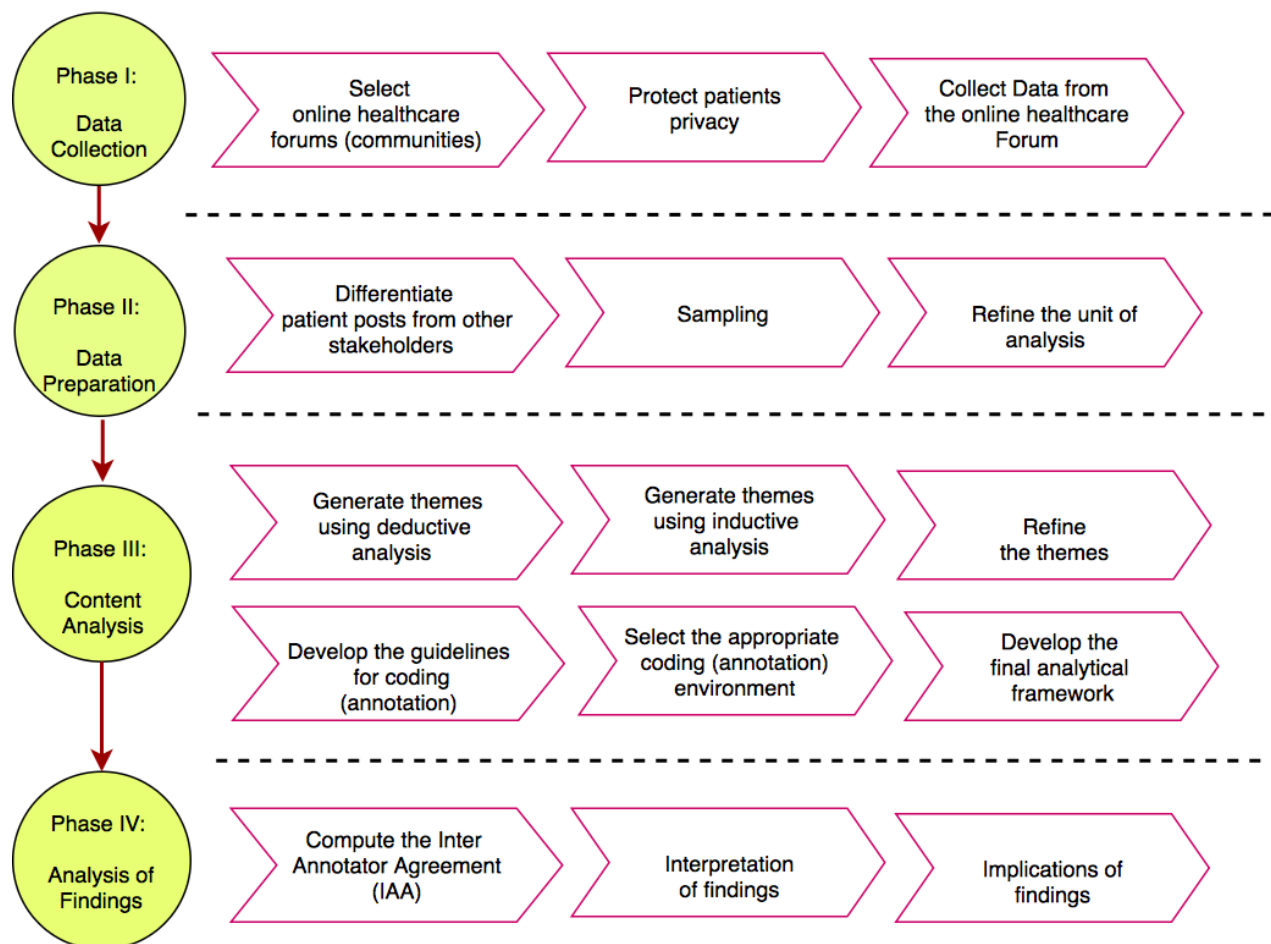 Phase I:
Data
Collection
Select
online healthcare
forums (communities)
Protect patients
privacy
Collect Data from
the online healthcare
Forum
Phase II:
Data
Preparation
Differentiate
patient posts from other
stakeholders
Sampling
Refine the unit of
analysis
Phase III:
Content
Analysis
Generate themes
using deductive
analysis
Generate themes
using inductive
analysis
Refine
the themes
Develop the guidelines
for coding
(annotation)
Select the appropriate
coding (annotation)
environment
Develop the
final analytical
framework
Phase IV:
Analysis of
Findings
Compute the Inter
Annotator Agreement
(IAA)
Interpretation
of findings
Implications of
findings